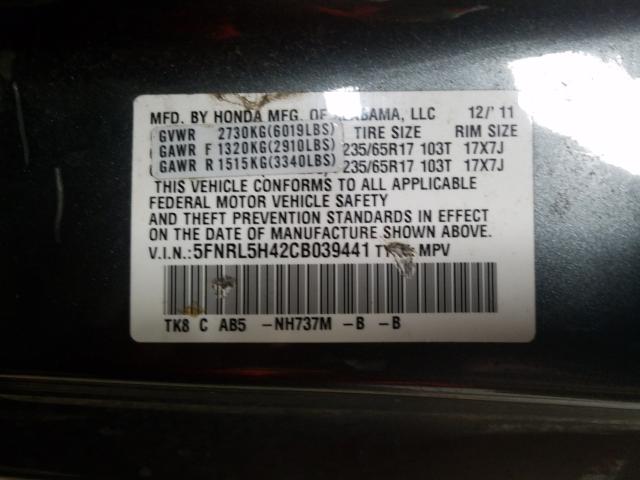 MFD. BY HONDA MFG. OF ALABAMA, LLC 12/'11
GVWR 2730KG(6019LBS) TIRE SIZE RIM SIZE
GAWR F 1320KG(2910LBS) 235/65R17 103T 17X7J
GAWR R 1515KG(3340LBS) 235/65R17 103T 17X7J
THIS VEHICLE CONFORMS TO ALL APPLICABLE
FEDERAL MOTOR VEHICLE SAFETY
AND THEFT PREVENTION STANDARDS IN EFFECT
ON THE DATE OF MANUFACTURE SHOWN ABOVE.
V.I.N.:5FNRL5H42CB039441 MPV
TK8 C AB5 -NH737M -B -B